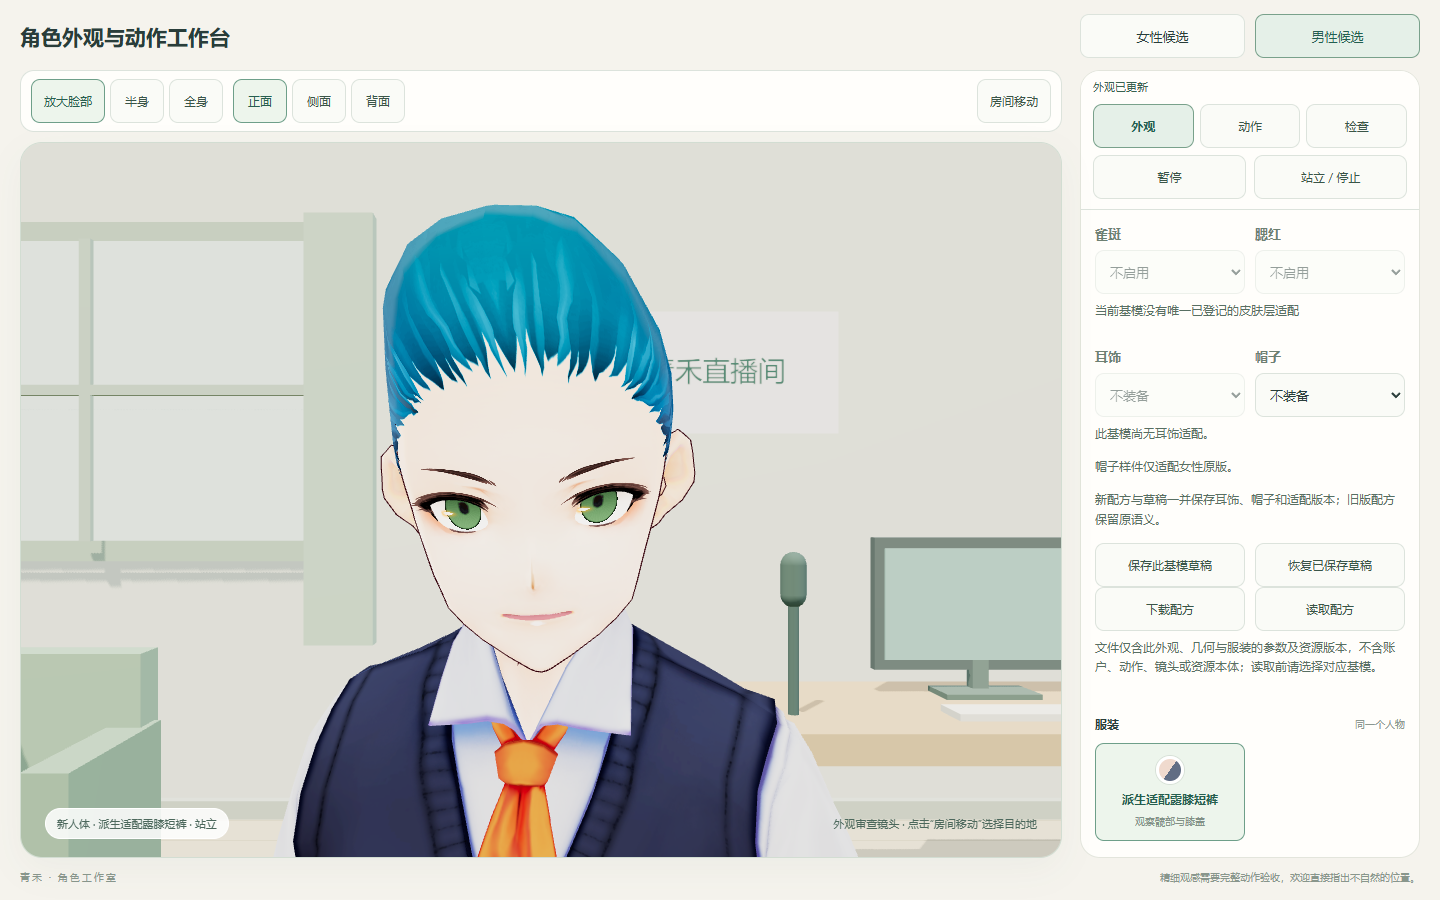 角色外观与动作工作台
女性候选
男性候选
放大脸部
半身
全身
正面
侧面
背面
房间移动
外观已更新
外观
动作
检查
暂停
站立 / 停止
雀斑
腮红
不启用
不启用
当前基模没有唯一已登记的皮肤层适配
耳饰
帽子
不装备
不装备
此基模尚无耳饰适配。
帽子样件仅适配女性原版。
新配方与草稿一并保存耳饰、帽子和适配版本；旧版配方
保留原语义。
保存此基模草稿
恢复已保存草稿
下载配方
读取配方
文件仅含此外观、几何与服装的参数及资源版本，不含账
户、动作、镜头或资源本体；读取前请选择对应基模。
服装
同一个人物
派生适配露膝短裤
观察髋部与膝盖
禾直播间
新人体 · 派生适配露膝短裤 · 站立
外观审查镜头 · 点击“房间移动”选择目的地
青禾 · 角色工作室
精细观感需要完整动作验收，欢迎直接指出不自然的位置。